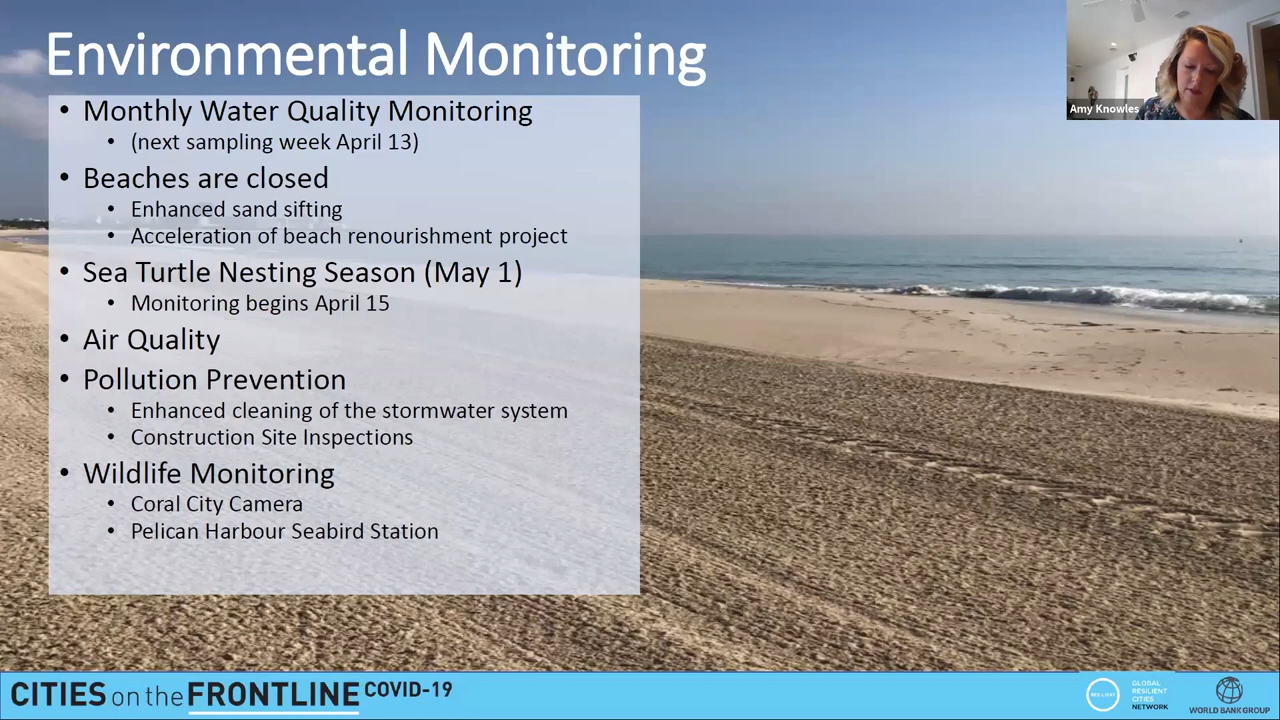 Environmental Monitoring
Amy Knowles
• Monthly Water Quality Monitoring
• (next sampling week April 13)
• Beaches are closed
• Enhanced sand sifting
• Acceleration of beach renourishment project
• Sea Turtle Nesting Season (May 1)
• Monitoring begins April 15
• Air Quality
• Pollution Prevention
• Enhanced cleaning of the stormwater system
• Construction Site Inspections
• Wildlife Monitoring
• Coral City Camera
• Pelican Harbour Seabird Station
CITIES on the FRONTLINE COVID-19
GLOBAL
RESILIENT
CITIES
NETWORK
WORLD BANK GROUP